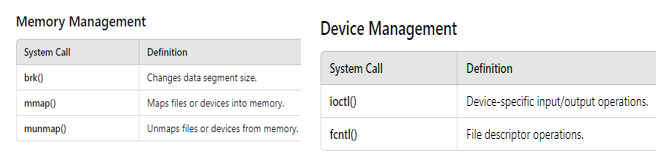 Memory Management
System Call Definition
brk() Changes data segment size.
mmap() Maps files or devices into memory.
munmap() Unmaps files or devices from memory.
Device Management
System Call Definition
ioctl() Device-specific input/output operations.
fcntl() File descriptor operations.